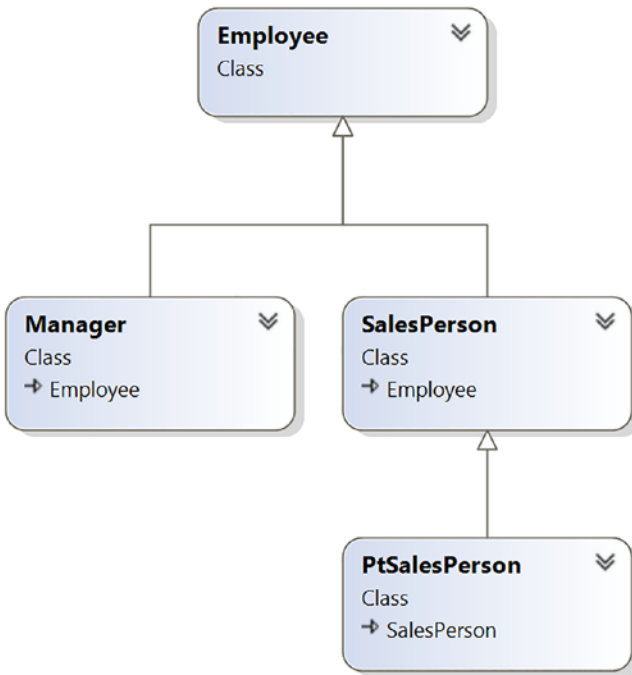 Employee
Class
Manager
Class
Employee
SalesPerson
Class
Employee
PtSalesPerson
Class
SalesPerson